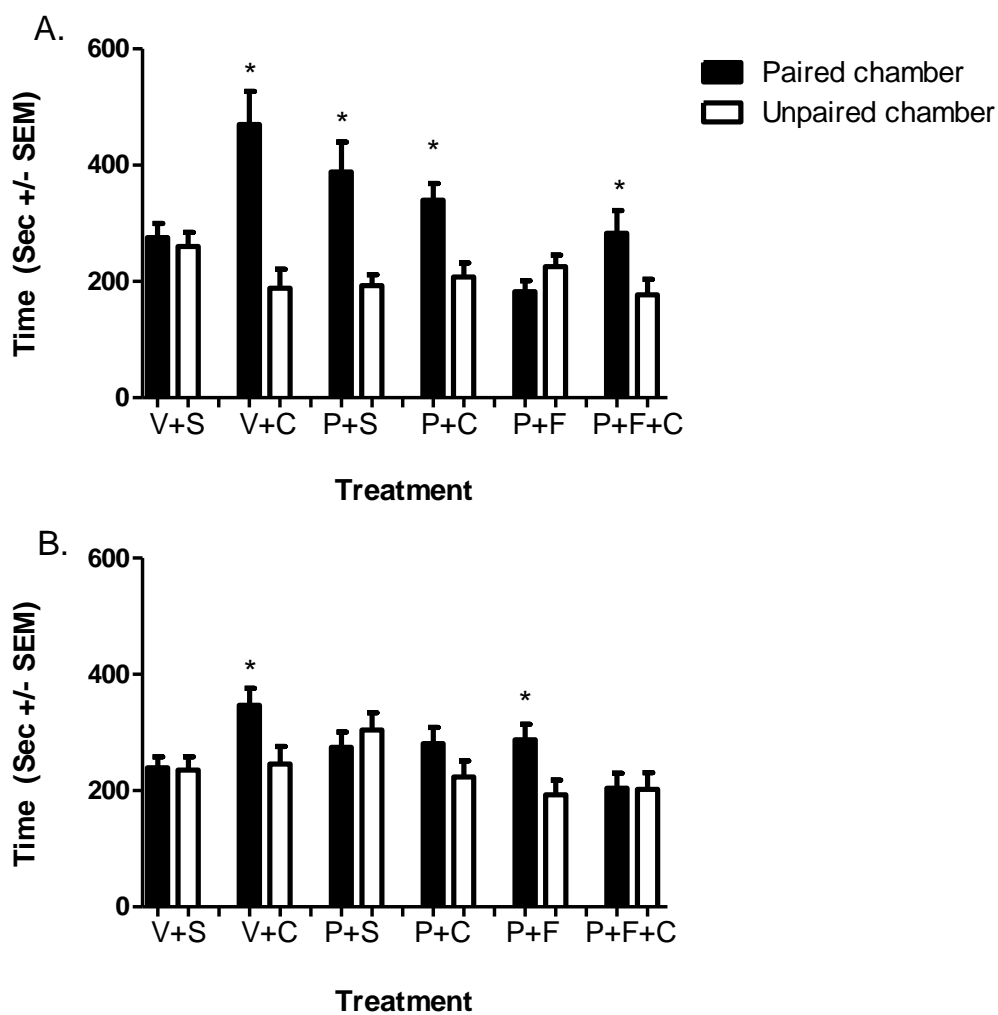 A.
600
400
200
0
Time (Sec +/- SEM)
* * * *
Paired chamber
Unpaired chamber
V+S V+C P+S P+C P+F P+F+C
Treatment
B.
600
400
200
0
Time (Sec +/- SEM)
* *
V+S V+C P+S P+C P+F P+F+C
Treatment